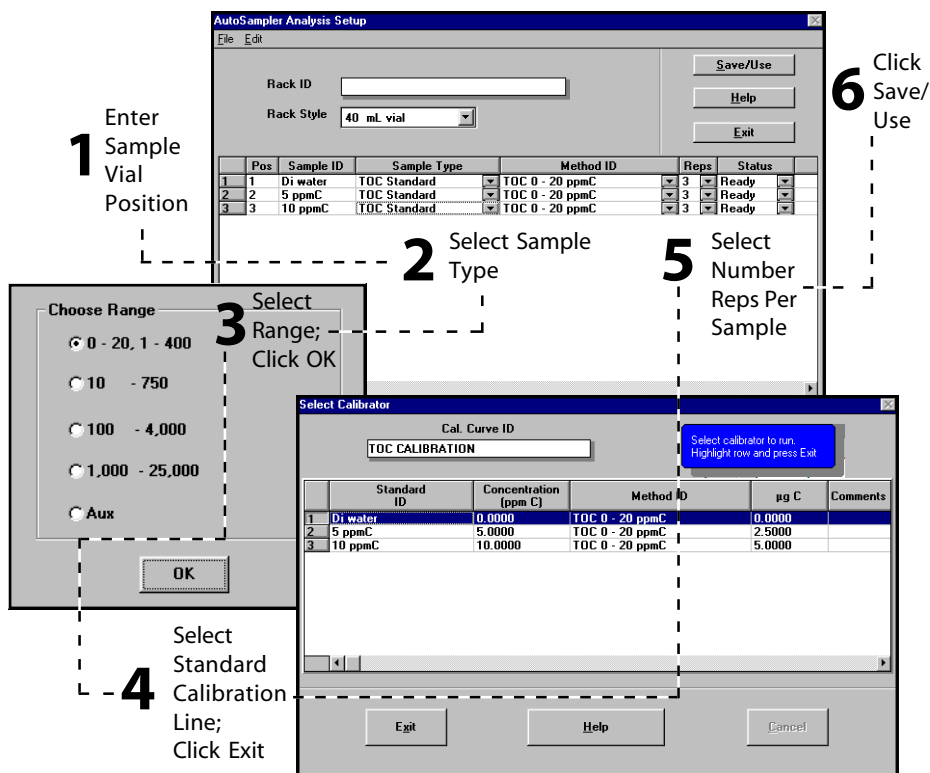 AutoSampler Analysis Setup
File Edit
Rack ID
Rack Style 40 mL vial
Save/Use
Help
Exit
Pos Sample ID Sample Type Method ID Reps Status
1 1 Di water TOC Standard TOC 0 - 20 ppmC 3 Ready
2 2 5 ppmC TOC Standard TOC 0 - 20 ppmC 3 Ready
3 3 10 ppmC TOC Standard TOC 0 - 20 ppmC 3 Ready
1 Enter
Sample
Vial
Position
2 Select Sample
Type
3 Select
Range;
Click OK
4 Select
Standard
Calibration
Line;
Click Exit
5 Select
Number
Reps Per
Sample
6 Click
Save/
Use
Choose Range
0 - 20, 1 - 400
10 - 750
100 - 4,000
1,000 - 25,000
Aux
OK
Select Calibrator
Cal. Curve ID
TOC CALIBRATION
Select calibrator to run.
Highlight row and press Exit
Standard ID Concentration (ppm C) Method ID µg C Comments
1 Di water 0.0000 TOC 0 - 20 ppmC 0.0000
2 5 ppmC 5.0000 TOC 0 - 20 ppmC 2.5000
3 10 ppmC 10.0000 TOC 0 - 20 ppmC 5.0000
Exit
Help
Cancel